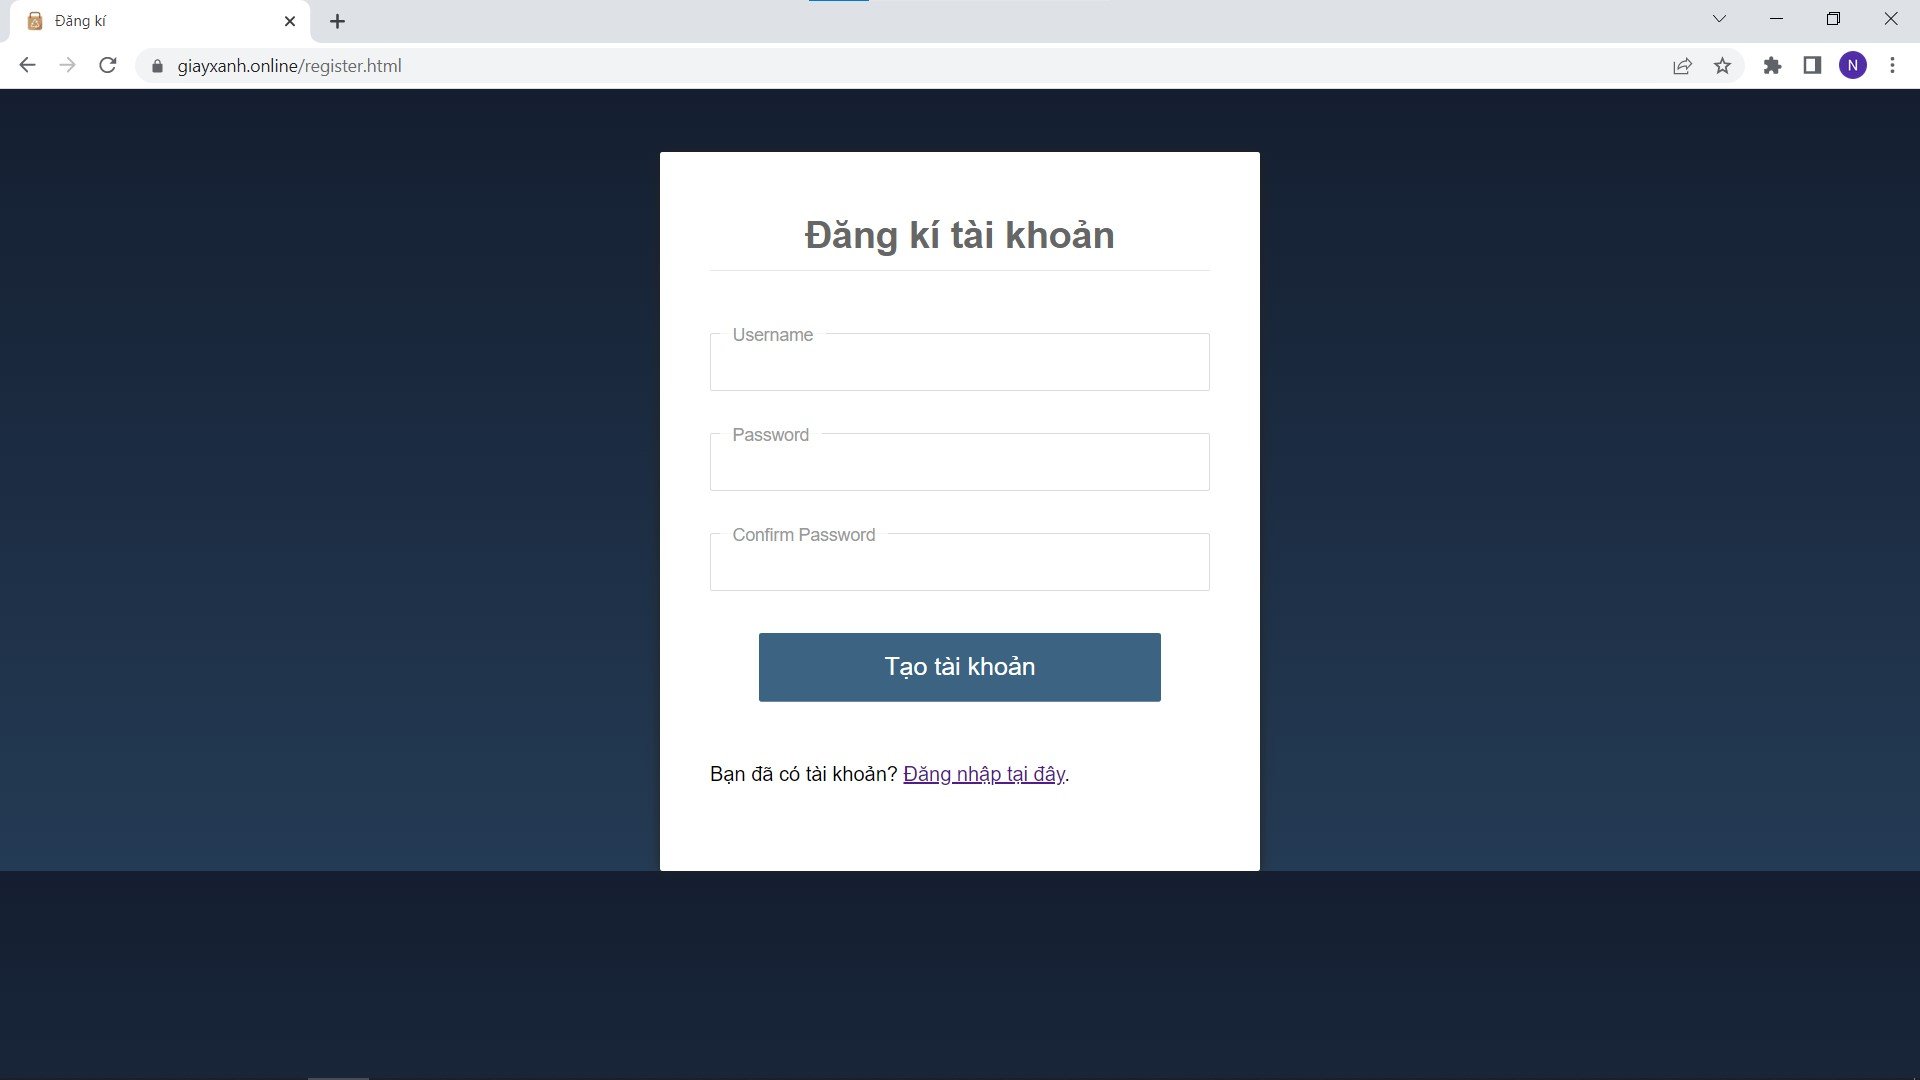 Đăng kí
giayxanh.online/register.html
N
Đăng kí tài khoản
Username
Password
Confirm Password
Tạo tài khoản
Bạn đã có tài khoản? Đăng nhập tại đây.